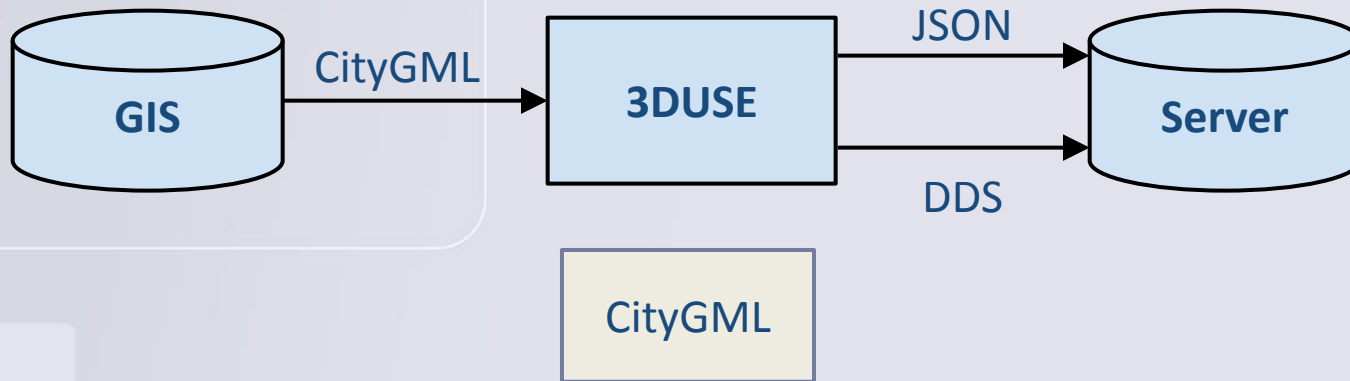 GIS
CityGML
3DUSE
JSON
DDS
Server
CityGML